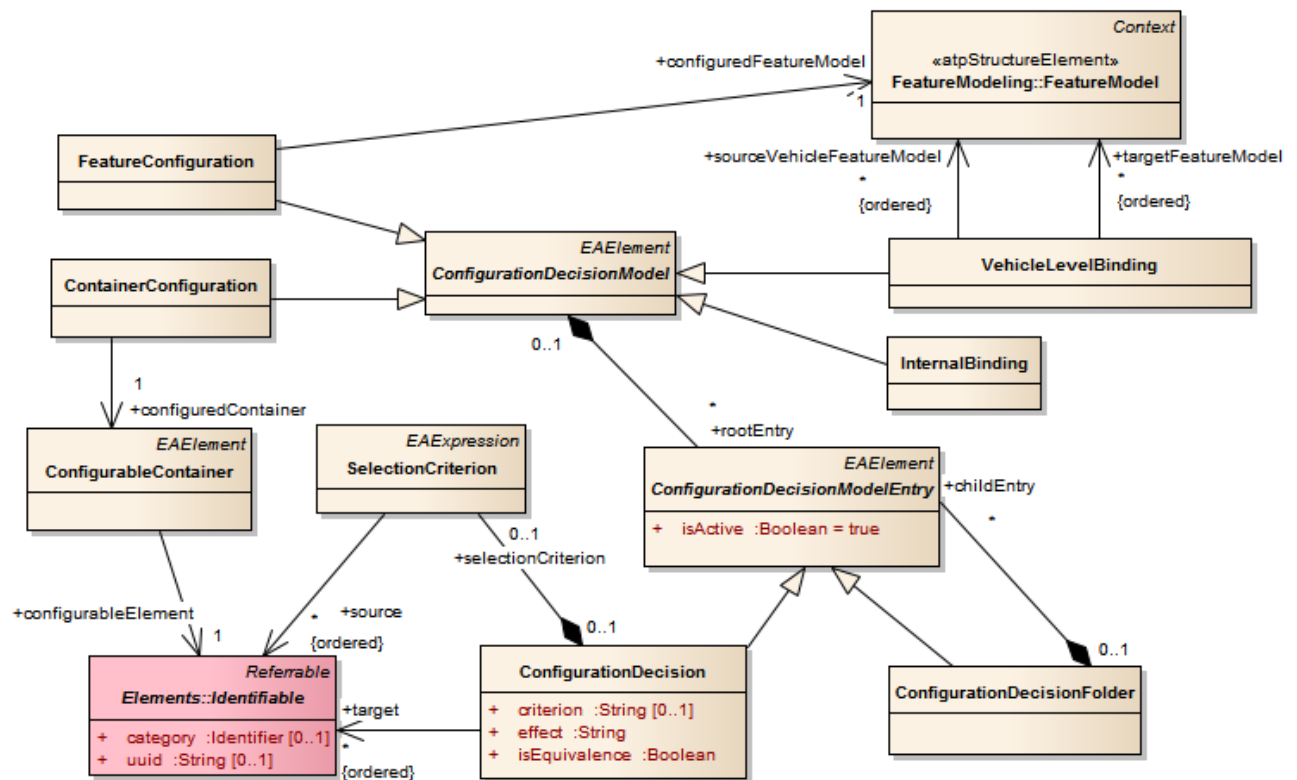 Context
«atpStructureElement»
FeatureModeling::FeatureModel
+configuredFeatureModel
1
FeatureConfiguration
+sourceVehicleFeatureModel
*
{ordered}
+targetFeatureModel
*
{ordered}
EAElement
ConfigurationDecisionModel
VehicleLevelBinding
ContainerConfiguration
0..1
InternalBinding
1
+configuredContainer
*
+rootEntry
EAElement
ConfigurableContainer
EAExpression
SelectionCriterion
EAElement
ConfigurationDecisionModelEntry
+ isActive :Boolean = true
+childEntry
*
0..1
+selectionCriterion
+configurableElement
1
+source
*
{ordered}
0..1
0..1
Referrable
Elements::Identifiable
+ category :Identifier [0..1]
+ uuid :String [0..1]
+target
*
{ordered}
ConfigurationDecision
+ criterion :String [0..1]
+ effect :String
+ isEquivalence :Boolean
ConfigurationDecisionFolder